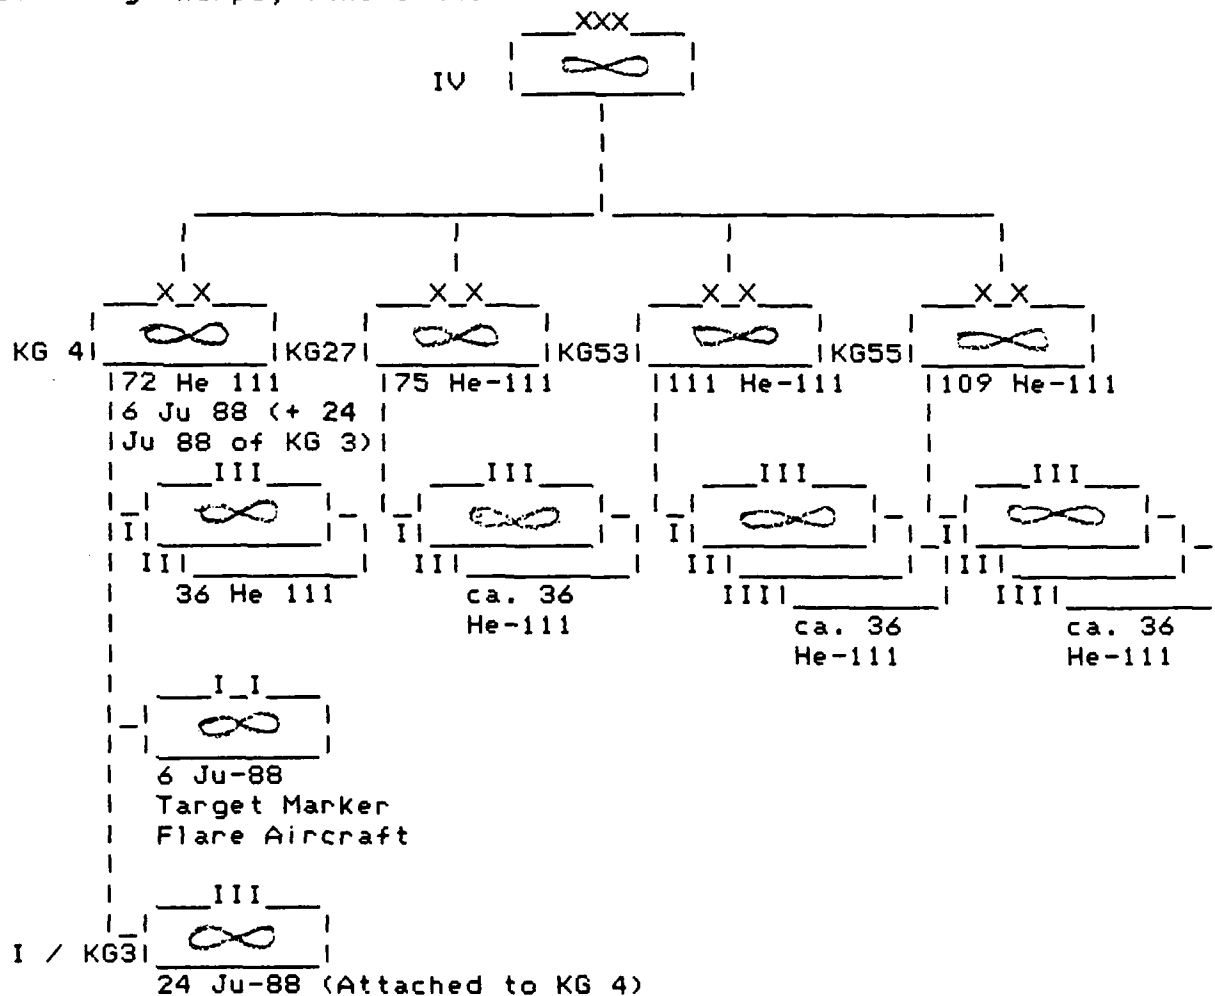 XXX
IV
X X X X X X X X
KG 4 KG27 KG53 KG55
72 He 111 75 He-111 111 He-111 109 He-111
6 Ju 88 (+ 24
Ju 88 of KG 3)
III III III III
I I I I
II II II II
36 He 111 ca. 36 III III
He-111 ca. 36 ca. 36
He-111 He-111
I I
6 Ju-88
Target Marker
Flare Aircraft
III
I / KG3
24 Ju-88 (Attached to KG 4)